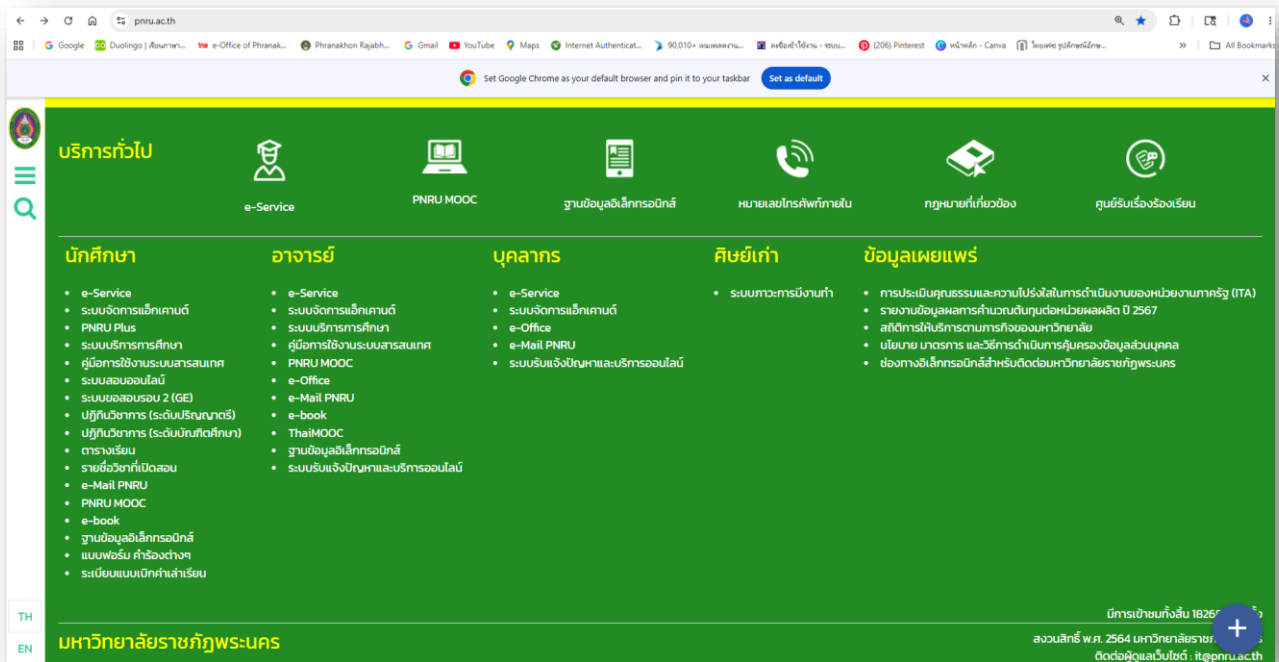 pnru.ac.th
Google
Duolingo |
e-Office of Phranak...
Phranakhon Rajabh...
Gmail
YouTube
Maps
Internet Authenticat...
90,010+
(206) Pinterest
หน้าหลัก - Canva
All Bookmarks
Set Google Chrome as your default browser and pin it to your taskbar
Set as default
บริการทั่วไป
e-Service
PNRU MOOC
ฐานข้อมูลอิเล็กทรอนิกส์
หมายเลขโทรศัพท์ภายใน
กฎหมายที่เกี่ยวข้อง
ศูนย์รับเรื่องร้องเรียน
นักศึกษา
e-Service
ระบบจัดการแอ็กเคานต์
PNRU Plus
ระบบบริการการศึกษา
คู่มือการใช้งานระบบสารสนเทศ
ระบบสอบออนไลน์
ระบบขอสอบรอบ 2 (GE)
ปฏิทินวิชาการ (ระดับปริญญาตรี)
ปฏิทินวิชาการ (ระดับบัณฑิตศึกษา)
ตารางเรียน
รายชื่อวิชาที่เปิดสอน
e-Mail PNRU
PNRU MOOC
e-book
ฐานข้อมูลอิเล็กทรอนิกส์
แบบฟอร์ม คำร้องต่างๆ
ระเบียบแนบเบิกค่าเล่าเรียน
อาจารย์
e-Service
ระบบจัดการแอ็กเคานต์
ระบบบริการการศึกษา
คู่มือการใช้งานระบบสารสนเทศ
PNRU MOOC
e-Office
e-Mail PNRU
e-book
ThaiMOOC
ฐานข้อมูลอิเล็กทรอนิกส์
ระบบรับแจ้งปัญหาและบริการออนไลน์
บุคลากร
e-Service
ระบบจัดการแอ็กเคานต์
e-Office
e-Mail PNRU
ระบบรับแจ้งปัญหาและบริการออนไลน์
ศิษย์เก่า
ระบบภาวะการมีงานทำ
ข้อมูลเผยแพร่
การประเมินคุณธรรมและความโปร่งใสในการดำเนินงานของหน่วยงานภาครัฐ (ITA)
รายงานข้อมูลผลการคำนวณต้นทุนต่อหน่วยผลผลิต ปี 2567
สถิติการให้บริการตามภารกิจของมหาวิทยาลัย
นโยบาย มาตรการ และวิธีการดำเนินการคุ้มครองข้อมูลส่วนบุคคล
ช่องทางอิเล็กทรอนิกส์สำหรับติดต่อมหาวิทยาลัยราชภัฏพระนคร
TH
EN
มหาวิทยาลัยราชภัฏพระนคร
มีการเข้าชมทั้งสิ้น
สงวนสิทธิ์ พ.ศ. 2564
ติดต่อผู้ดูแลเว็บไซต์ : it@pnru.ac.th